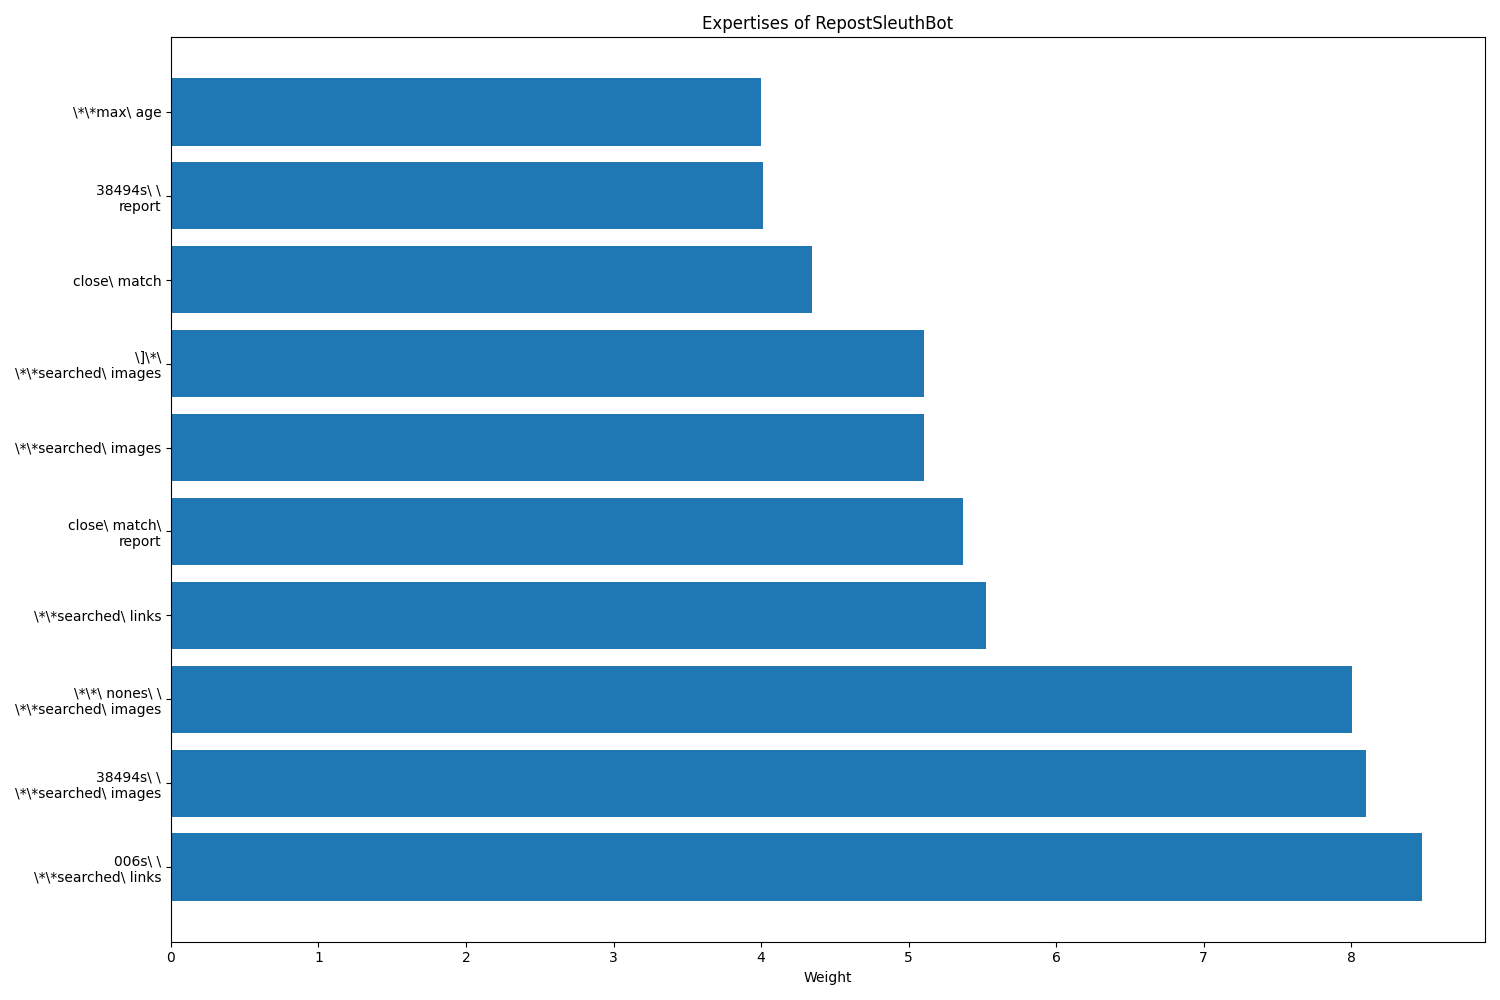 Expertises of RepostSleuthBot
\*\*max\ age
38494s\ \
report
close\ match
\]\*\
\*\*searched\ images
\*\*searched\ images
close\ match\
report
\*\*searched\ links
\*\*\ nones\ \
\*\*searched\ images
38494s\ \
\*\*searched\ images
006s\ \
\*\*searched\ links
0 1 2 3 4 5 6 7 8
Weight